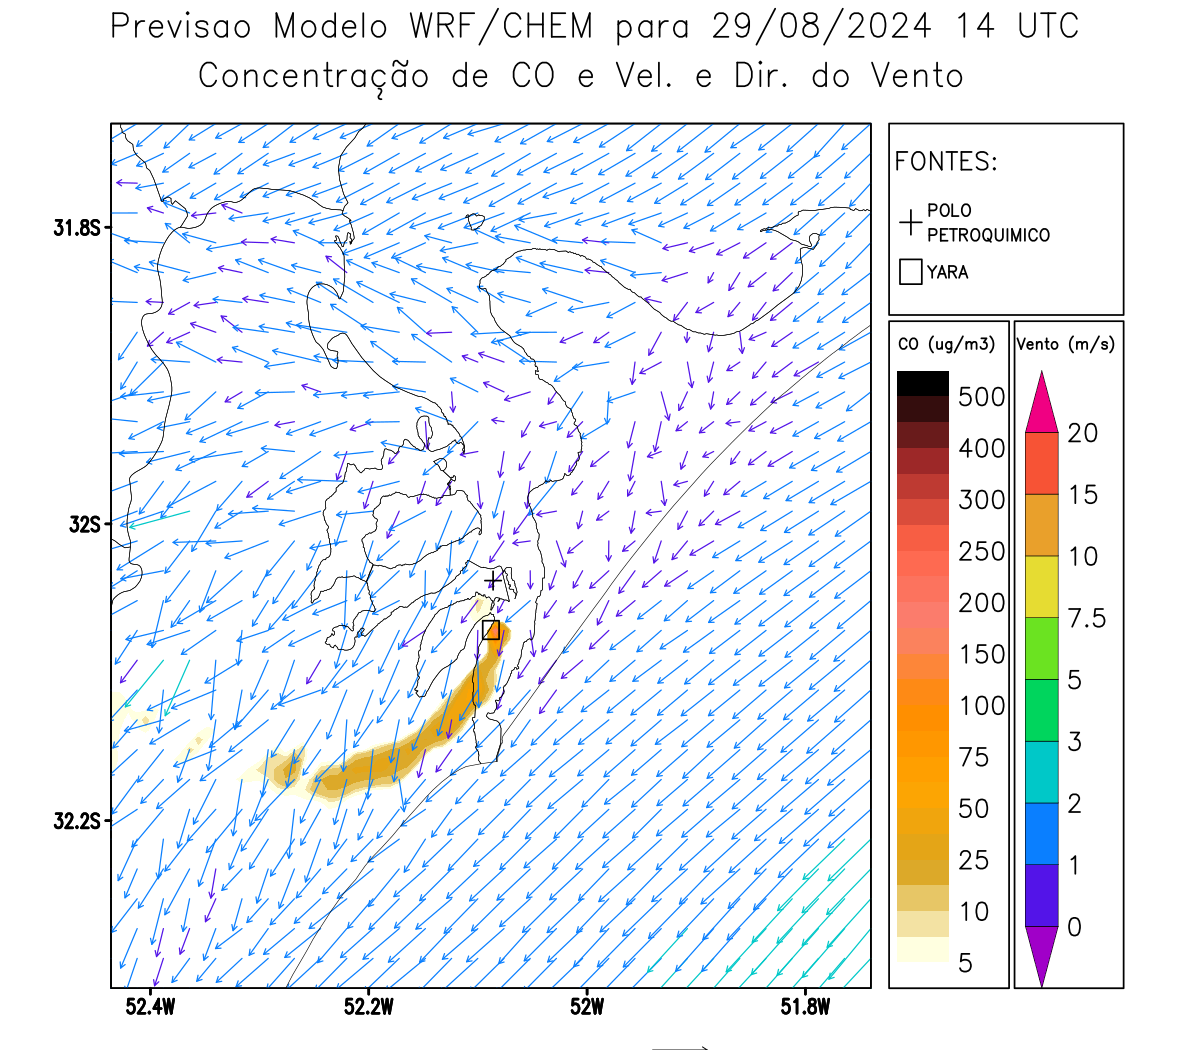 Previsao Modelo WRF/CHEM para 29/08/2024 14 UTC
Concentração de CO e Vel. e Dir. do Vento
FONTES:
POLO
PETROQUIMICO
YARA
CO (ug/m3)
500
400
300
250
200
150
100
75
50
25
10
5
Vento (m/s)
20
15
10
7.5
5
3
2
1
0
31.8S
32S
32.2S
52.4W
52.2W
52W
51.8W